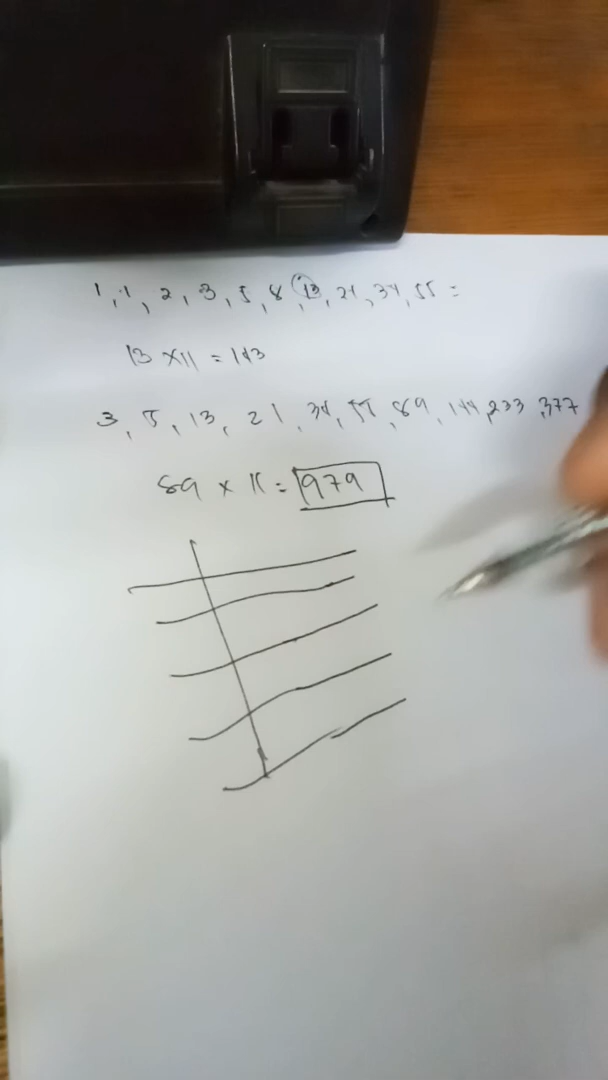 1, 1, 2, 3, 5, 8, 13, 21, 34, 55 =
13 x 11 = 143
3, 5, 13, 21, 34, 55, 89, 144, 233, 377
89 x 11 = 979